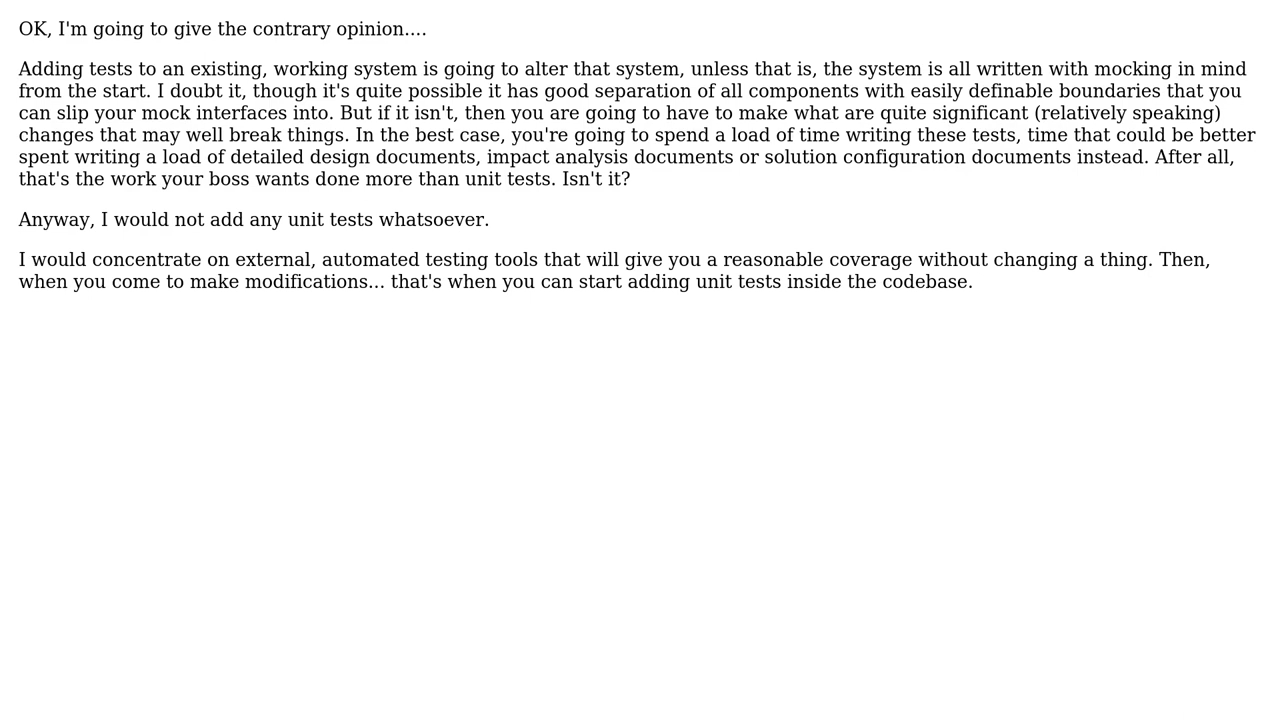 OK, I'm going to give the contrary opinion....
Adding tests to an existing, working system is going to alter that system, unless that is, the system is all written with mocking in mind
from the start. I doubt it, though it's quite possible it has good separation of all components with easily definable boundaries that you
can slip your mock interfaces into. But if it isn't, then you are going to have to make what are quite significant (relatively speaking)
changes that may well break things. In the best case, you're going to spend a load of time writing these tests, time that could be better
spent writing a load of detailed design documents, impact analysis documents or solution configuration documents instead. After all,
that's the work your boss wants done more than unit tests. Isn't it?
Anyway, I would not add any unit tests whatsoever.
I would concentrate on external, automated testing tools that will give you a reasonable coverage without changing a thing. Then,
when you come to make modifications... that's when you can start adding unit tests inside the codebase.